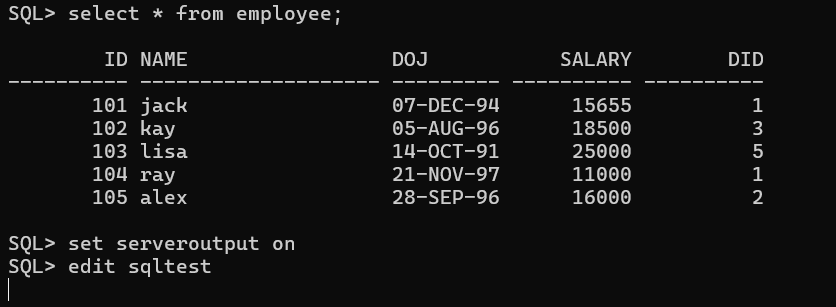 SQL> select * from employee;
        ID NAME                 DOJ           SALARY        DID
---------- -------------------- --------- ---------- ----------
       101 jack                 07-DEC-94      15655          1
       102 kay                  05-AUG-96      18500          3
       103 lisa                 14-OCT-91      25000          5
       104 ray                  21-NOV-97      11000          1
       105 alex                 28-SEP-96      16000          2
SQL> set serveroutput on
SQL> edit sqltest